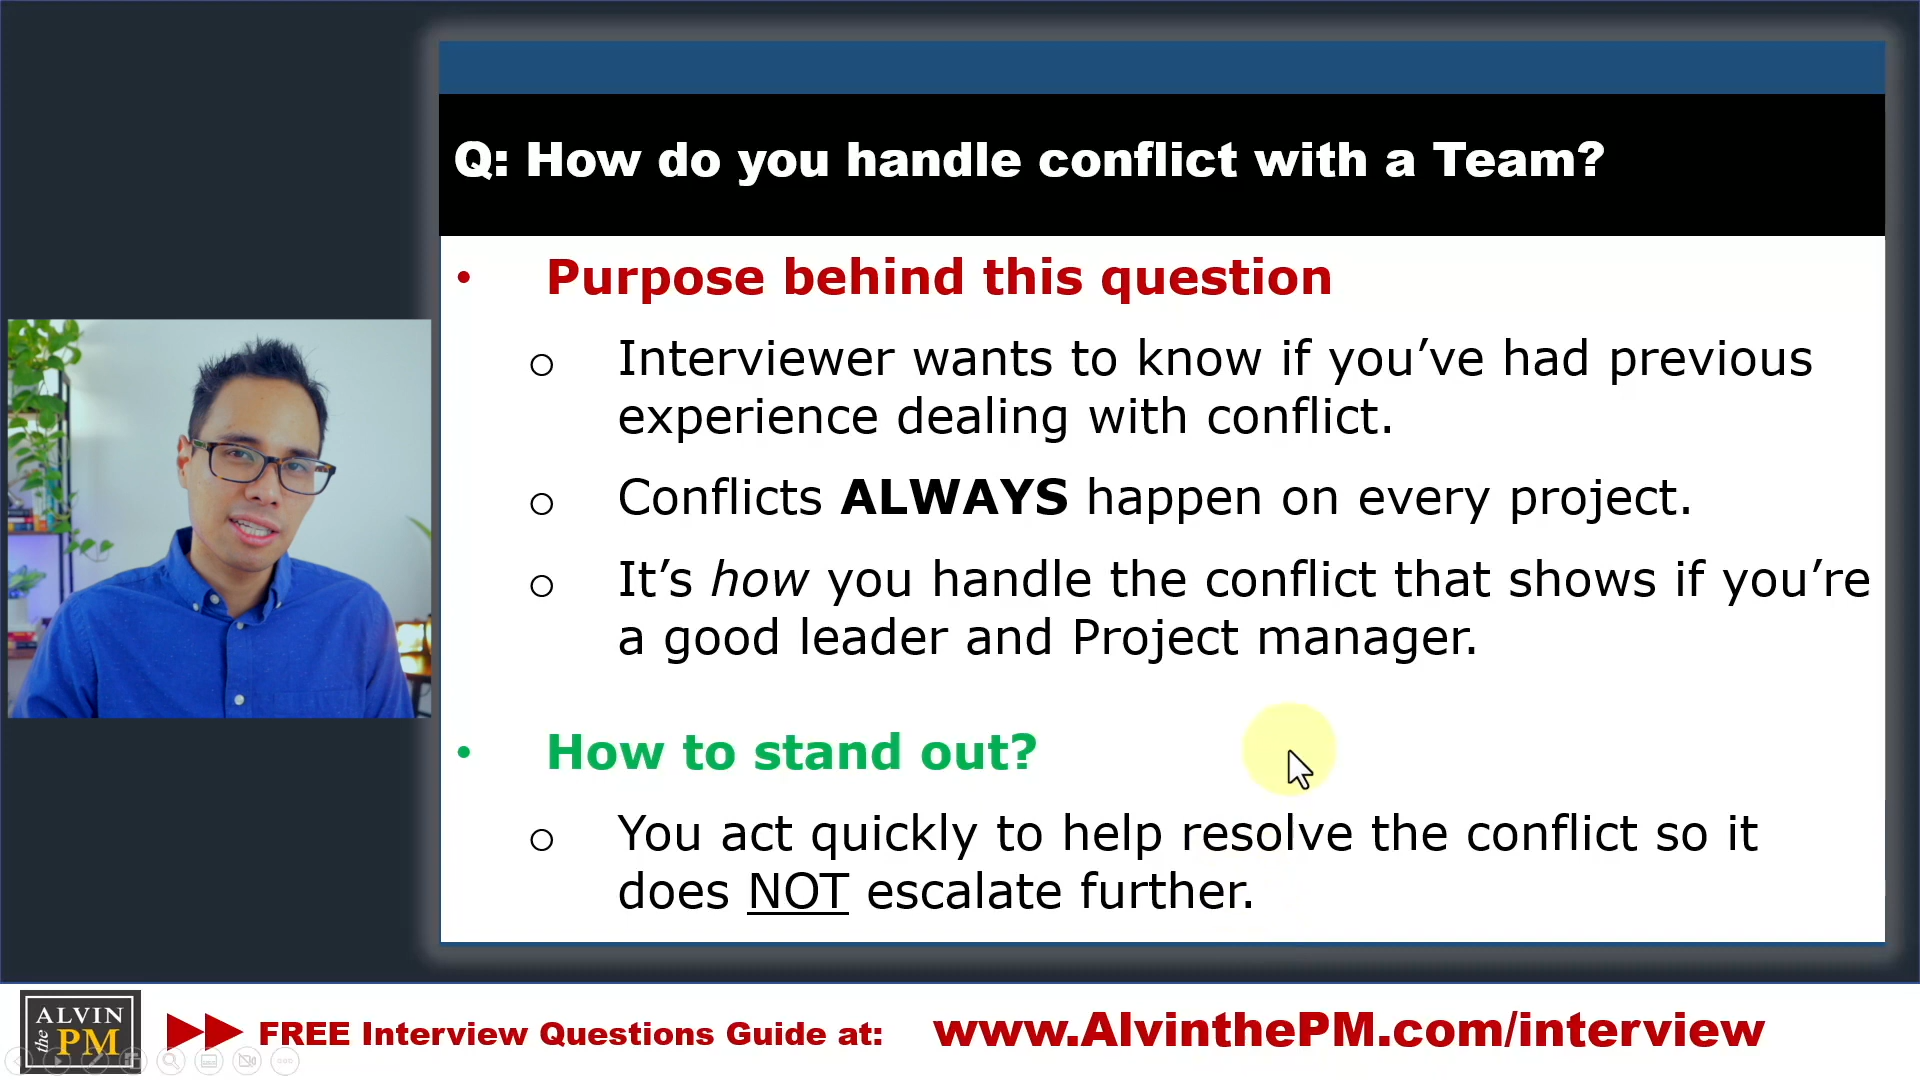 Q: How do you handle conflict with a Team?
• Purpose behind this question
o Interviewer wants to know if you’ve had previous
experience dealing with conflict.
o Conflicts ALWAYS happen on every project.
o It’s how you handle the conflict that shows if you’re
a good leader and Project manager.
• How to stand out?
o You act quickly to help resolve the conflict so it
does NOT escalate further.
ALVIN
the PM
FREE Interview Questions Guide at: www.AlvinthePM.com/interview